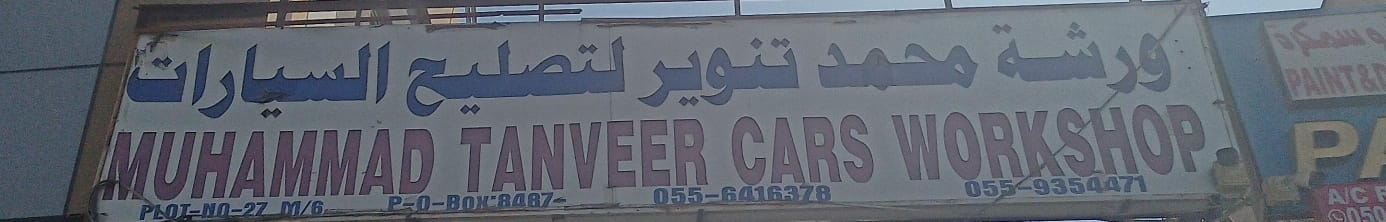 ورشة محمد تنوير لتصليح السيارات
MUHAMMAD TANVEER CARS WORKSHOP
PLOT-NO-27 M/6 P-O-Box 8487- 055-6416378 055-9354471
سمكرة
PAINT&
A/C